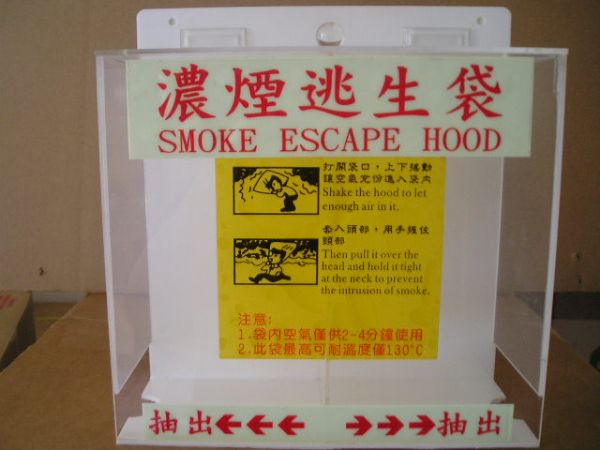 濃煙逃生袋
SMOKE ESCAPE HOOD
打開袋口，上下搖動
讓空氣充份進入袋內
Shake the hood to let
enough air in it.
套入頭部，用手握住
頸部
Then pull it over the
head and hold it tight
at the neck to prevent
the intrusion of smoke.
注意:
1.袋內空氣僅供2-4分鐘使用
2.此袋最高可耐溫度僅130°C
抽出←←← →→→抽出